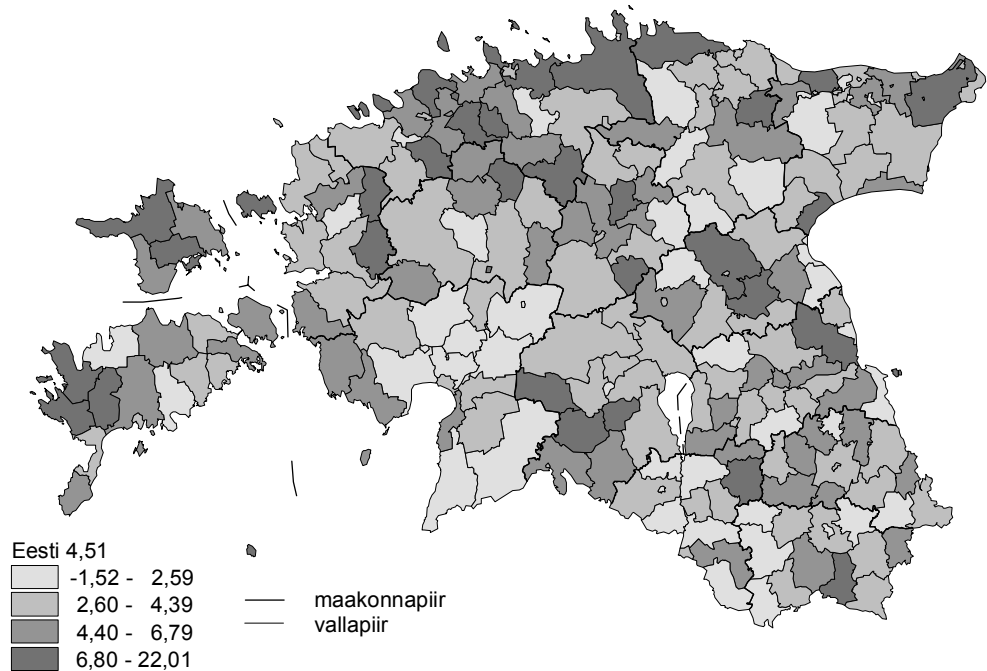 Eesti 4,51
-1,52 - 2,59
2,60 - 4,39
4,40 - 6,79
6,80 - 22,01
maakonnapiir
vallapiir